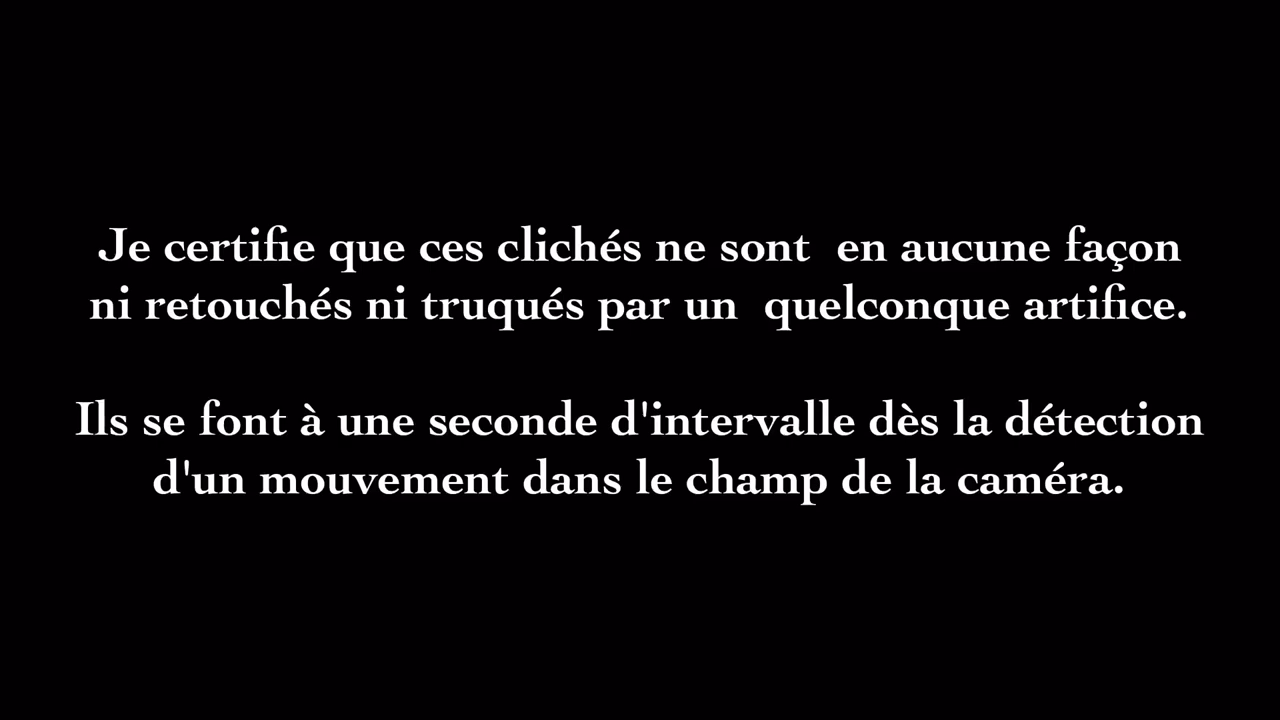 Je certifie que ces clichés ne sont  en aucune façon
ni retouchés ni truqués par un  quelconque artifice.
Ils se font à une seconde d'intervalle dès la détection
d'un mouvement dans le champ de la caméra.